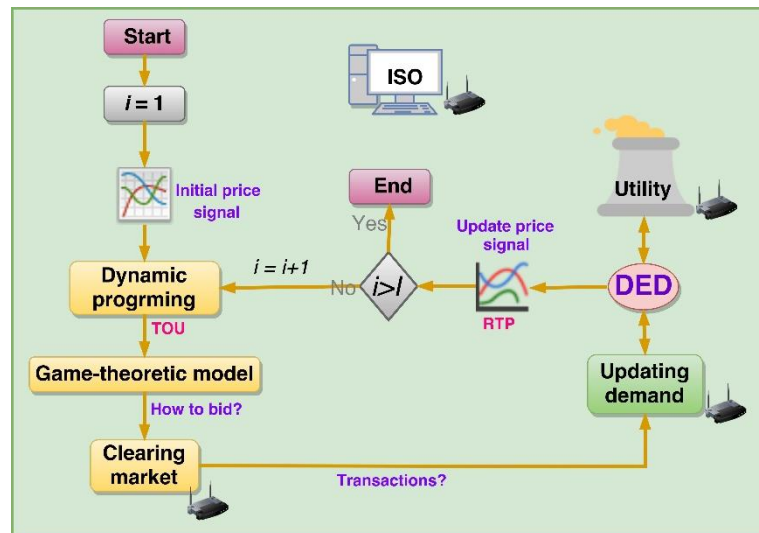 Start
ISO
i = 1
Initial price
signal
End
Utility
Yes
Update price
signal
i = i+1
Dynamic
progrming
No
i>I
DED
RTP
TOU
Game-theoretic model
Updating
demand
How to bid?
Clearing
market
Transactions?